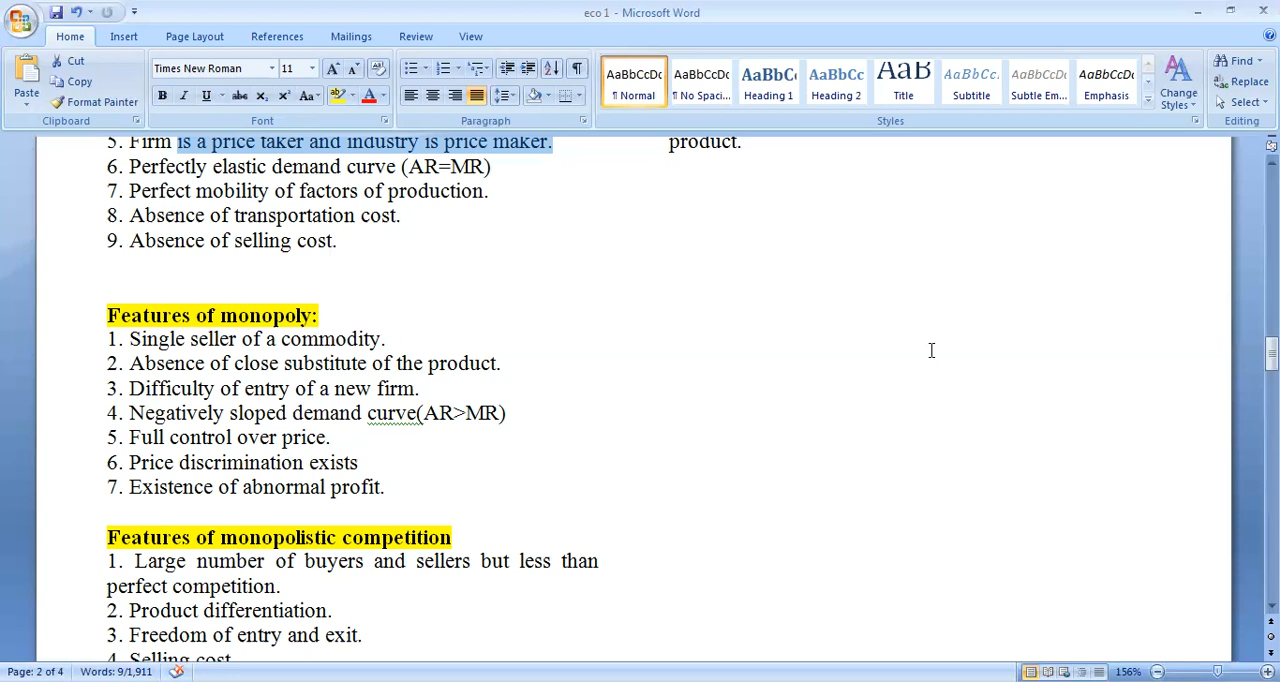 eco 1 - Microsoft Word
Home Insert Page Layout References Mailings Review View
Paste
Cut
Copy
Format Painter
Clipboard
Times New Roman 11
Font
Paragraph
AaBbCcDc AaBbCcDc AaBbC AaBbCc AaB AaBbCc. AaBbCcDc AaBbCcDc
¶ Normal ¶ No Spaci... Heading 1 Heading 2 Title Subtitle Subtle Em... Emphasis
Styles
Change Styles
Find
Replace
Select
Editing
5. Firm is a price taker and industry is price maker.
6. Perfectly elastic demand curve (AR=MR)
7. Perfect mobility of factors of production.
8. Absence of transportation cost.
9. Absence of selling cost.
product.
Features of monopoly:
1. Single seller of a commodity.
2. Absence of close substitute of the product.
3. Difficulty of entry of a new firm.
4. Negatively sloped demand curve(AR>MR)
5. Full control over price.
6. Price discrimination exists
7. Existence of abnormal profit.
Features of monopolistic competition
1. Large number of buyers and sellers but less than
perfect competition.
2. Product differentiation.
3. Freedom of entry and exit.
4. Selling cost
Page: 2 of 4 Words: 9/1,911 156%